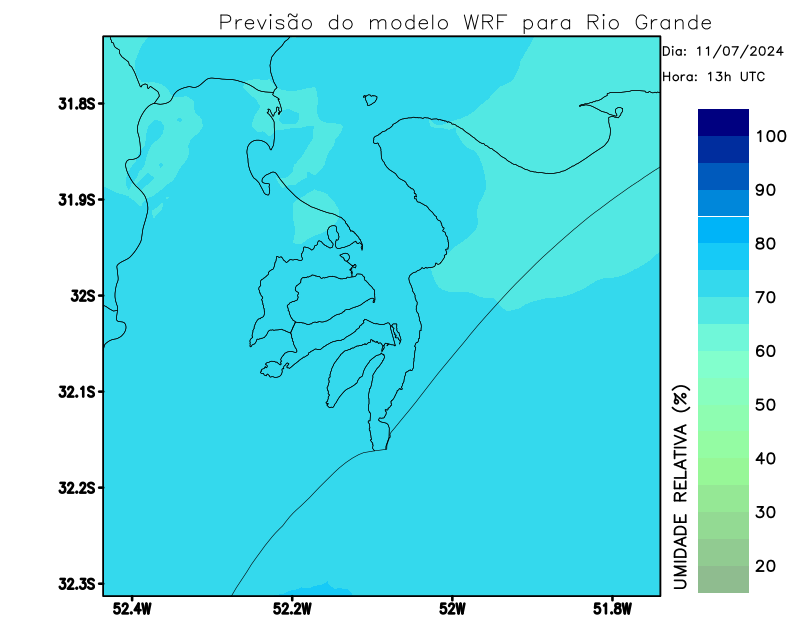 Previsão do modelo WRF para Rio Grande
Dia: 11/07/2024
Hora: 13h UTC
31.8S
31.9S
32S
32.1S
32.2S
32.3S
52.4W
52.2W
52W
51.8W
100
90
80
70
60
50
40
30
20
UMIDADE RELATIVA (%)